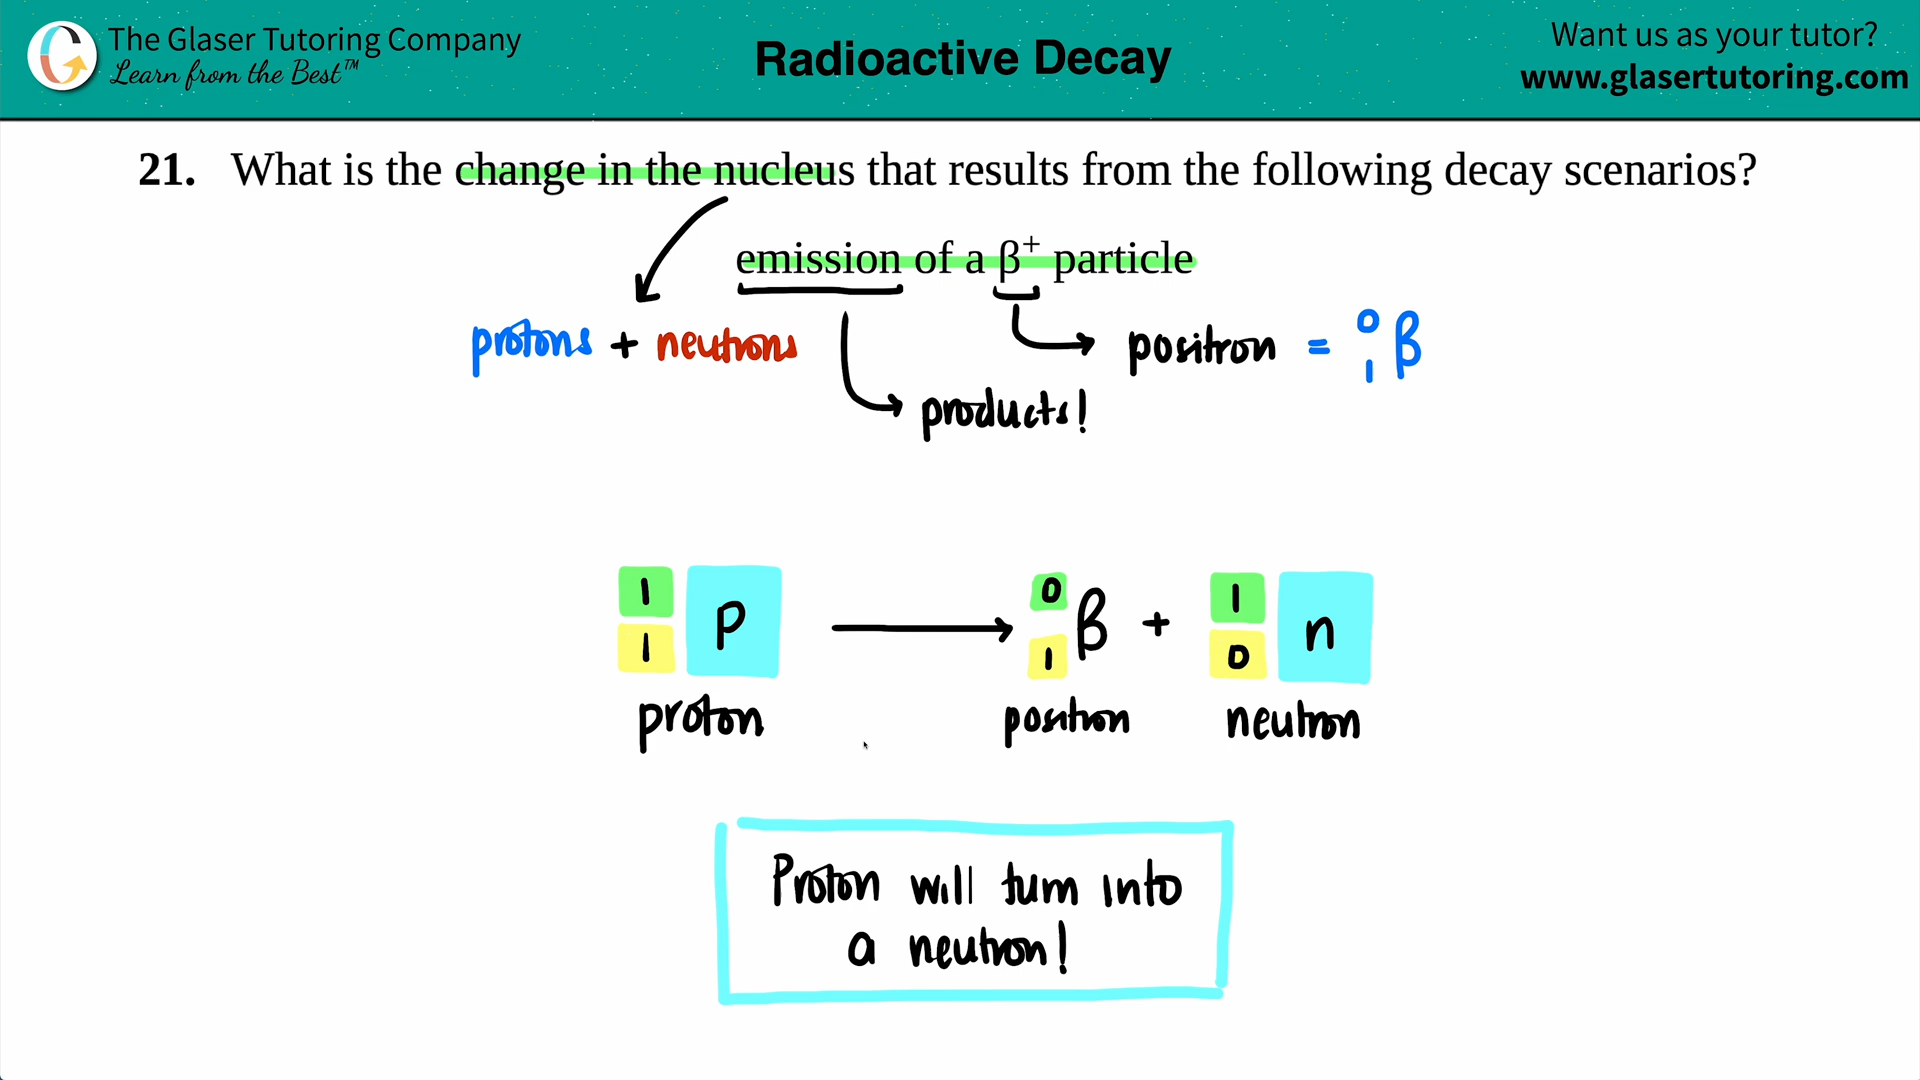 The Glaser Tutoring Company
Learn from the Best™
Radioactive Decay
Want us as your tutor?
www.glasertutoring.com
21. What is the change in the nucleus that results from the following decay scenarios?
emission of a β⁺ particle
protons + neutrons
positron = ⁰₁β
products!
¹₁p → ⁰₁β + ¹₀n
proton positron neutron
Proton will turn into
a neutron!